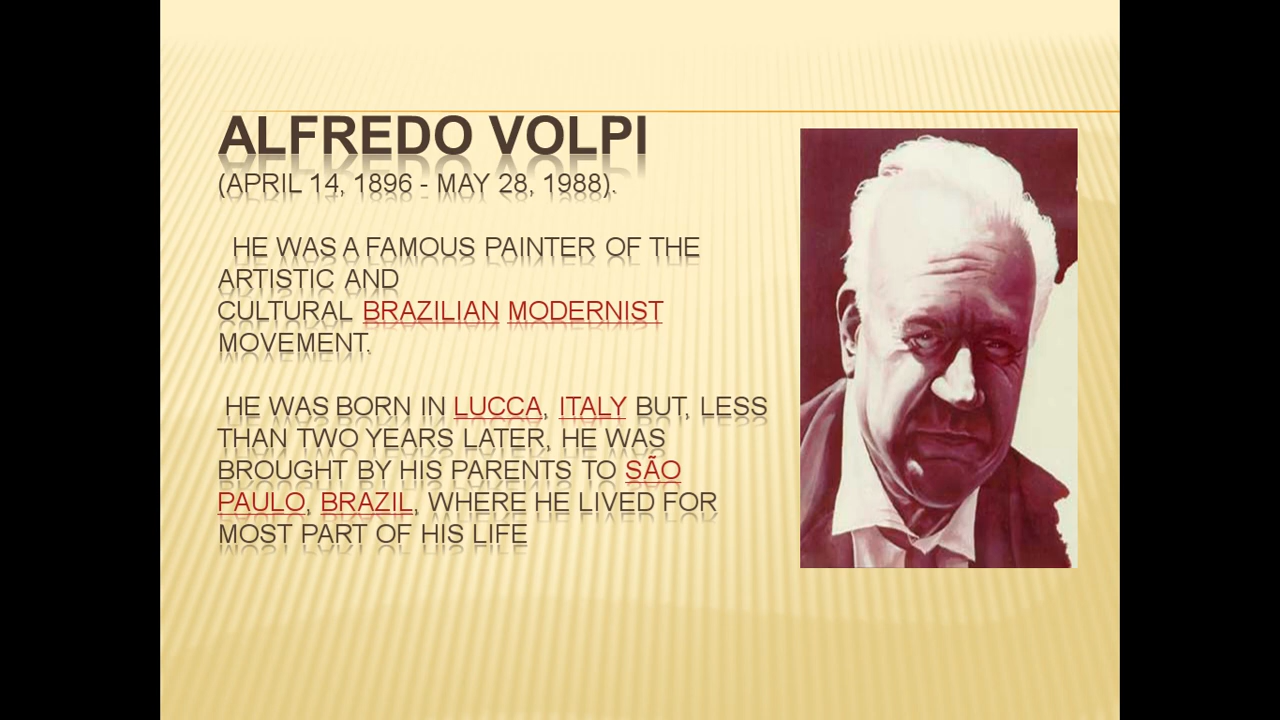 ALFREDO VOLPI
(APRIL 14, 1896 - MAY 28, 1988).
HE WAS A FAMOUS PAINTER OF THE
ARTISTIC AND
CULTURAL BRAZILIAN MODERNIST
MOVEMENT.
HE WAS BORN IN LUCCA, ITALY BUT, LESS
THAN TWO YEARS LATER, HE WAS
BROUGHT BY HIS PARENTS TO SÃO
PAULO, BRAZIL, WHERE HE LIVED FOR
MOST PART OF HIS LIFE